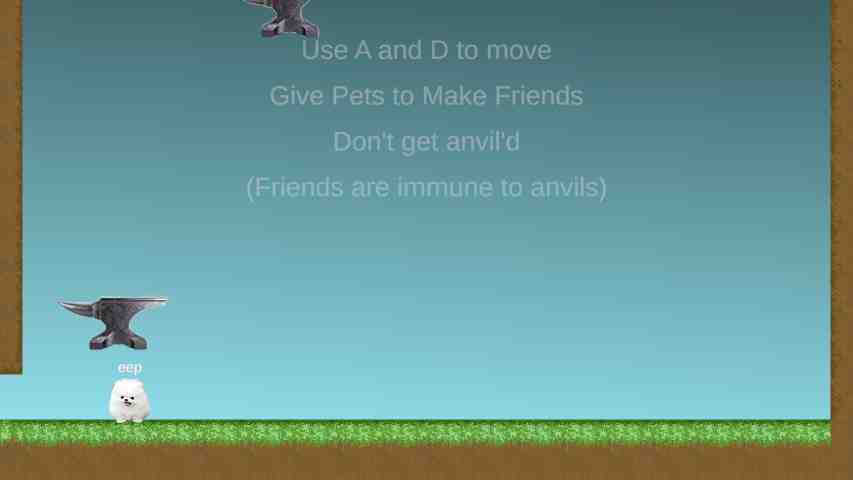 Use A and D to move
Give Pets to Make Friends
Don't get anvil'd
(Friends are immune to anvils)
eep